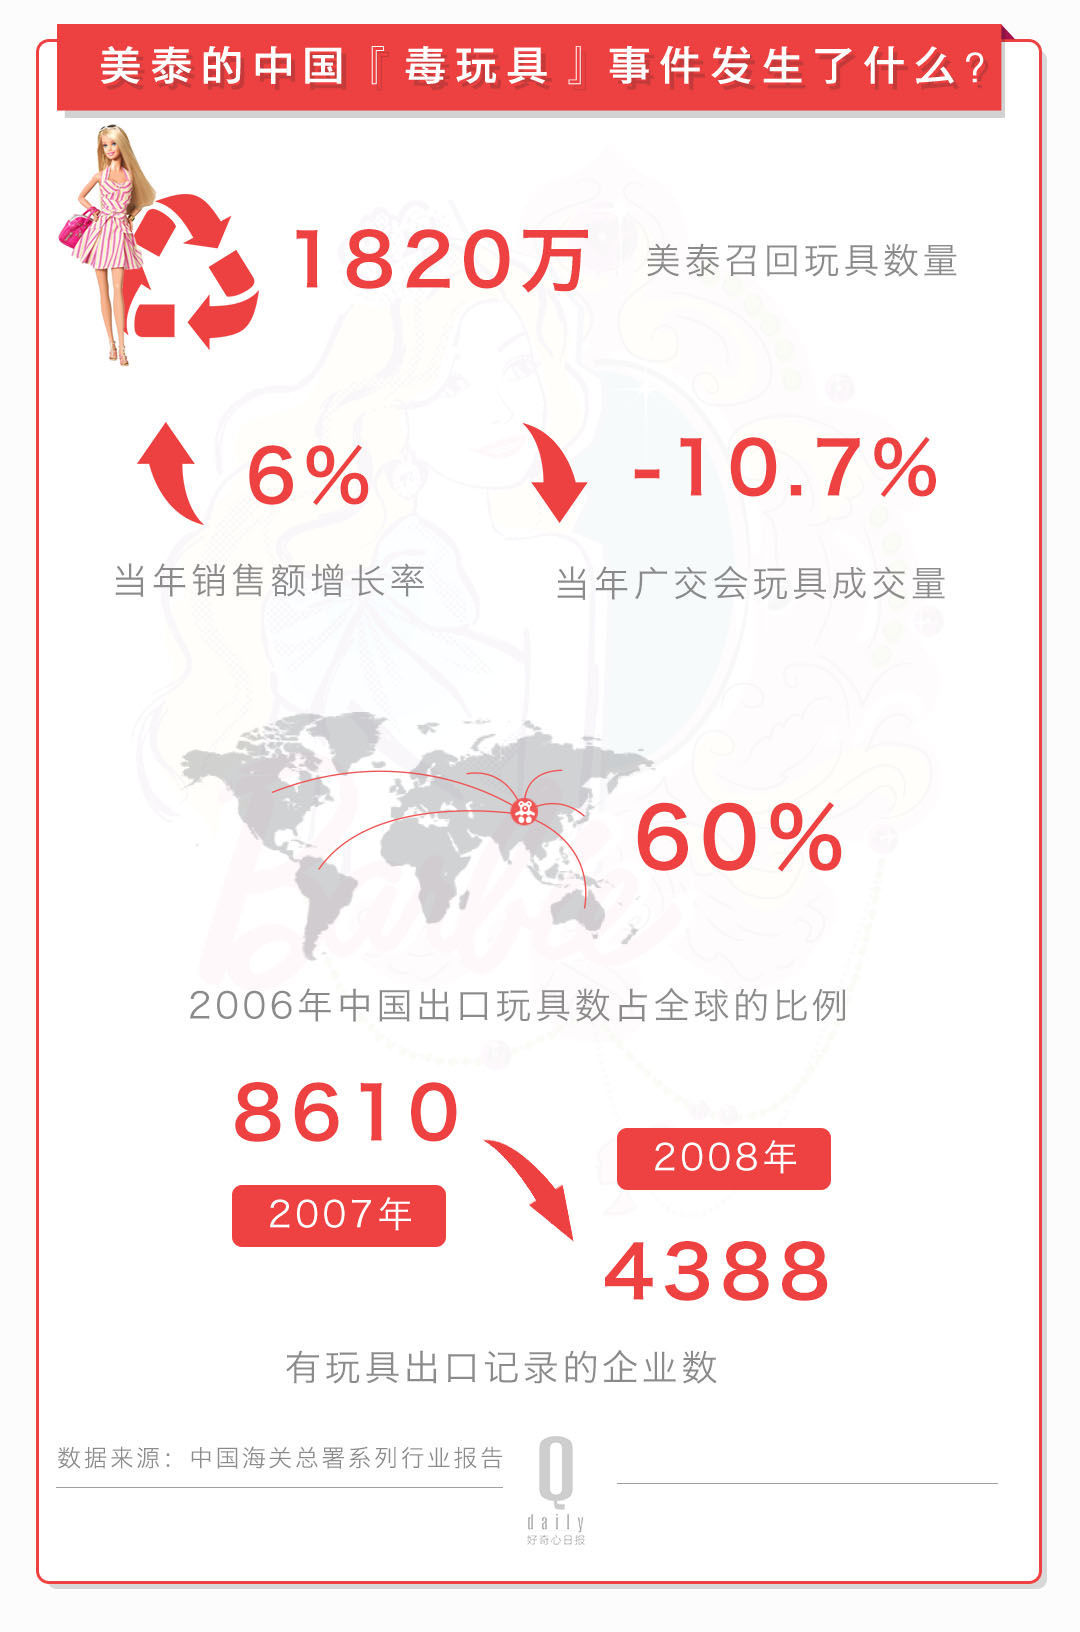 美泰的中国『毒玩具』事件发生了什么？
1820万
美泰召回玩具数量
6%
-10.7%
当年销售额增长率
当年广交会玩具成交量
60%
2006年中国出口玩具数占全球的比例
8610
2007年
2008年
4388
有玩具出口记录的企业数
数据来源：中国海关总署系列行业报告
Q
daily
好奇心日报
Barbie